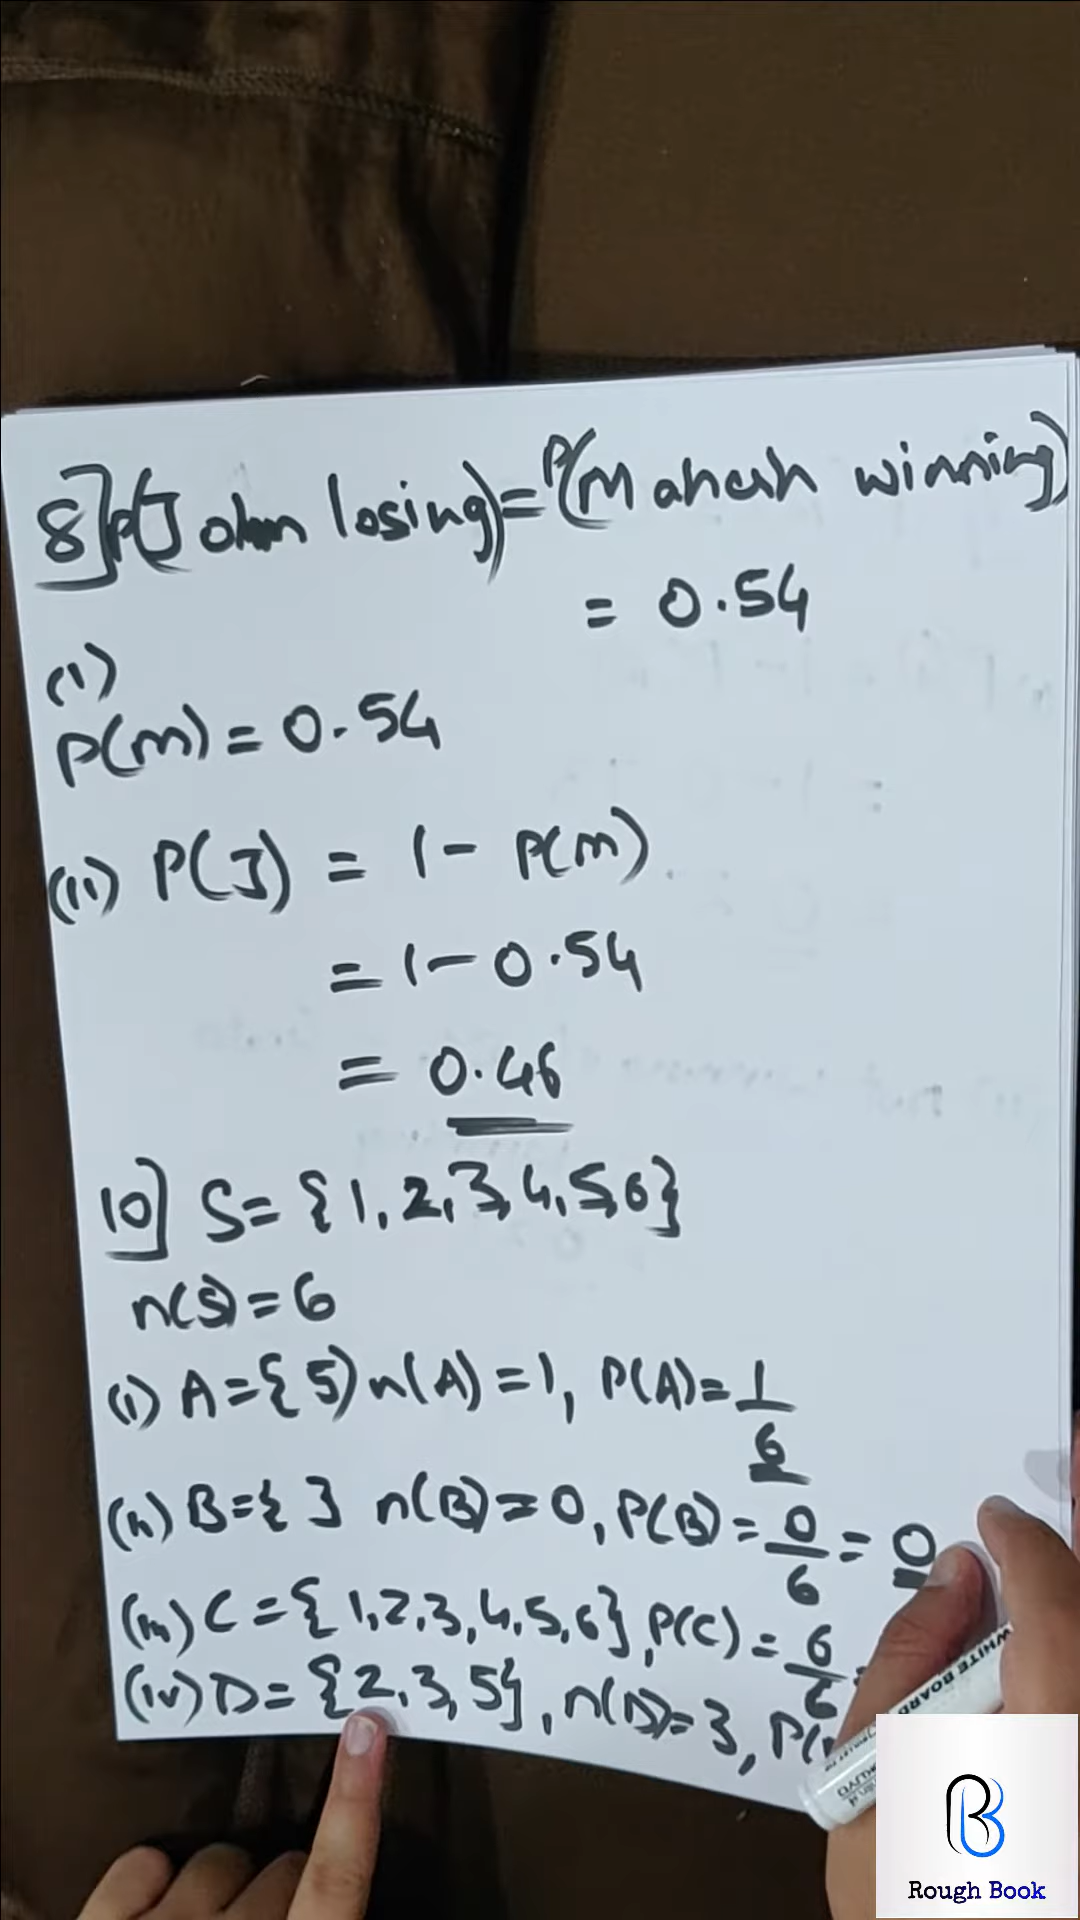 8] P(John losing) = P(Mahesh winning)
= 0.54
(i)
P(M) = 0.54
(ii) P(J) = 1 - P(M)
= 1 - 0.54
= 0.46
10] S = {1, 2, 3, 4, 5, 6}
n(S) = 6
(i) A = {5} n(A) = 1, P(A) = 1/6
(ii) B = { } n(B) = 0, P(B) = 0/6 = 0
(iii) C = {1, 2, 3, 4, 5, 6}, P(C) = 6/6 =
(iv) D = {2, 3, 5}, n(D) = 3, P(
WHITE BOARD
Rough Book